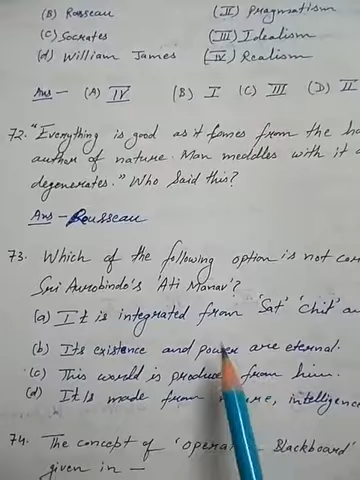 (B) Rousseau (II) Pragmatism
(C) Socrates (III) Idealism
(d) William James (IV) Realism
Ans – (A) IV (B) I (C) III (D) II
72. "Everything is good as it comes from the
author of nature. Man meddles with it
degenerates." Who said this?
Ans – Rousseau
73. Which of the following option is not
Sri Aurobindo's 'Ati Manav'?
(a) It is integrated from 'Sat' 'Chit'
(b) Its existence and power are eternal.
(c) This world is produce from him.
(d) It is made from intelligence
74. The concept of Blackboard'
given in –